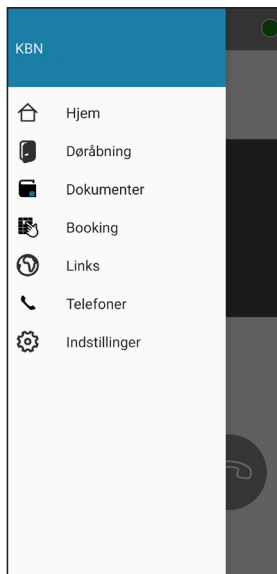 KBN
Hjem
Døråbning
Dokumenter
Booking
Links
Telefoner
Indstillinger